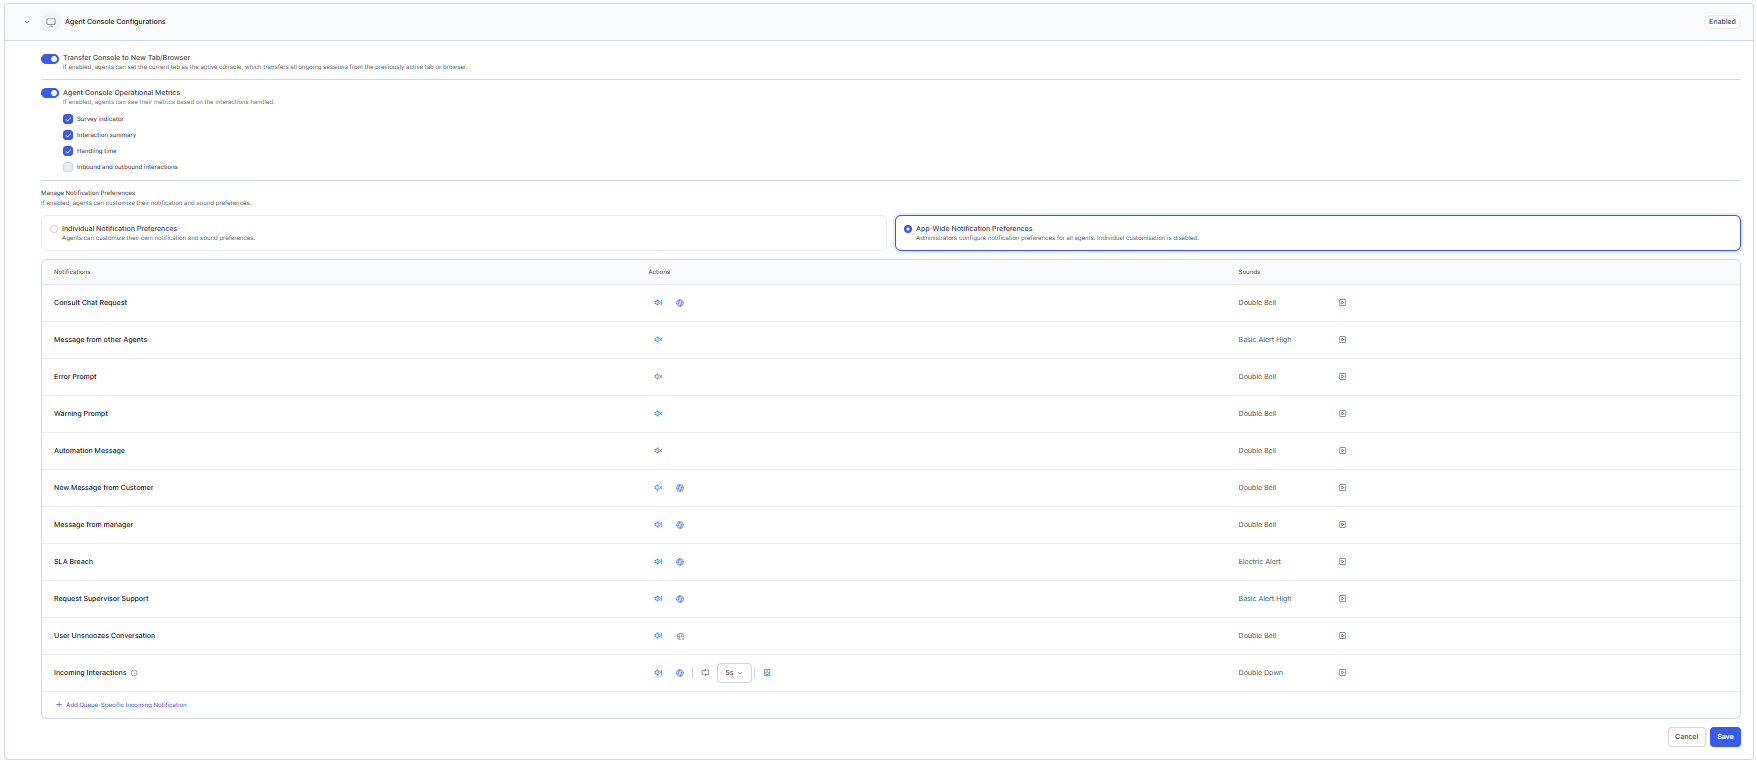 Agent Console Configurations
Enabled
Transfer Console to New Tab/Browser
If enabled, agents can set the current tab as the active console, which transfers all ongoing sessions from the previously active tab or browser.
Agent Console Operational Metrics
If enabled, agents can see their metrics based on the interactions handled.
Survey indicator
Interaction summary
Handling time
Inbound and outbound interactions
Manage Notification Preferences
If enabled, agents can customize their notification and sound preferences.
Individual Notification Preferences
Agents can customize their own notification and sound preferences.
App-Wide Notification Preferences
Administrators configure notification preferences for all agents. Individual customisation is disabled.
Notifications Actions Sounds
Consult Chat Request Double Bell
Message from other Agents Basic Alert High
Error Prompt Double Bell
Warning Prompt Double Bell
Automation Message Double Bell
New Message from Customer Double Bell
Message from manager Double Bell
SLA Breach Electric Alert
Request Supervisor Support Basic Alert High
User Unsnoozes Conversation Double Bell
Incoming Interactions 5s Double Down
+ Add Queue-Specific Incoming Notification
Cancel Save